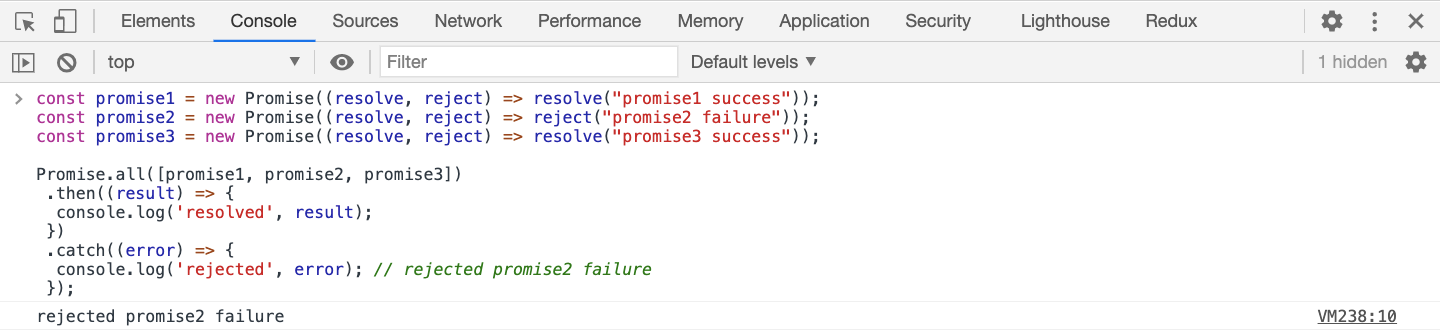 Elements Console Sources Network Performance Memory Application Security Lighthouse Redux
top Filter Default levels 1 hidden
const promise1 = new Promise((resolve, reject) => resolve("promise1 success"));
const promise2 = new Promise((resolve, reject) => reject("promise2 failure"));
const promise3 = new Promise((resolve, reject) => resolve("promise3 success"));
Promise.all([promise1, promise2, promise3])
.then((result) => {
console.log('resolved', result);
})
.catch((error) => {
console.log('rejected', error); // rejected promise2 failure
});
rejected promise2 failure VM238:10